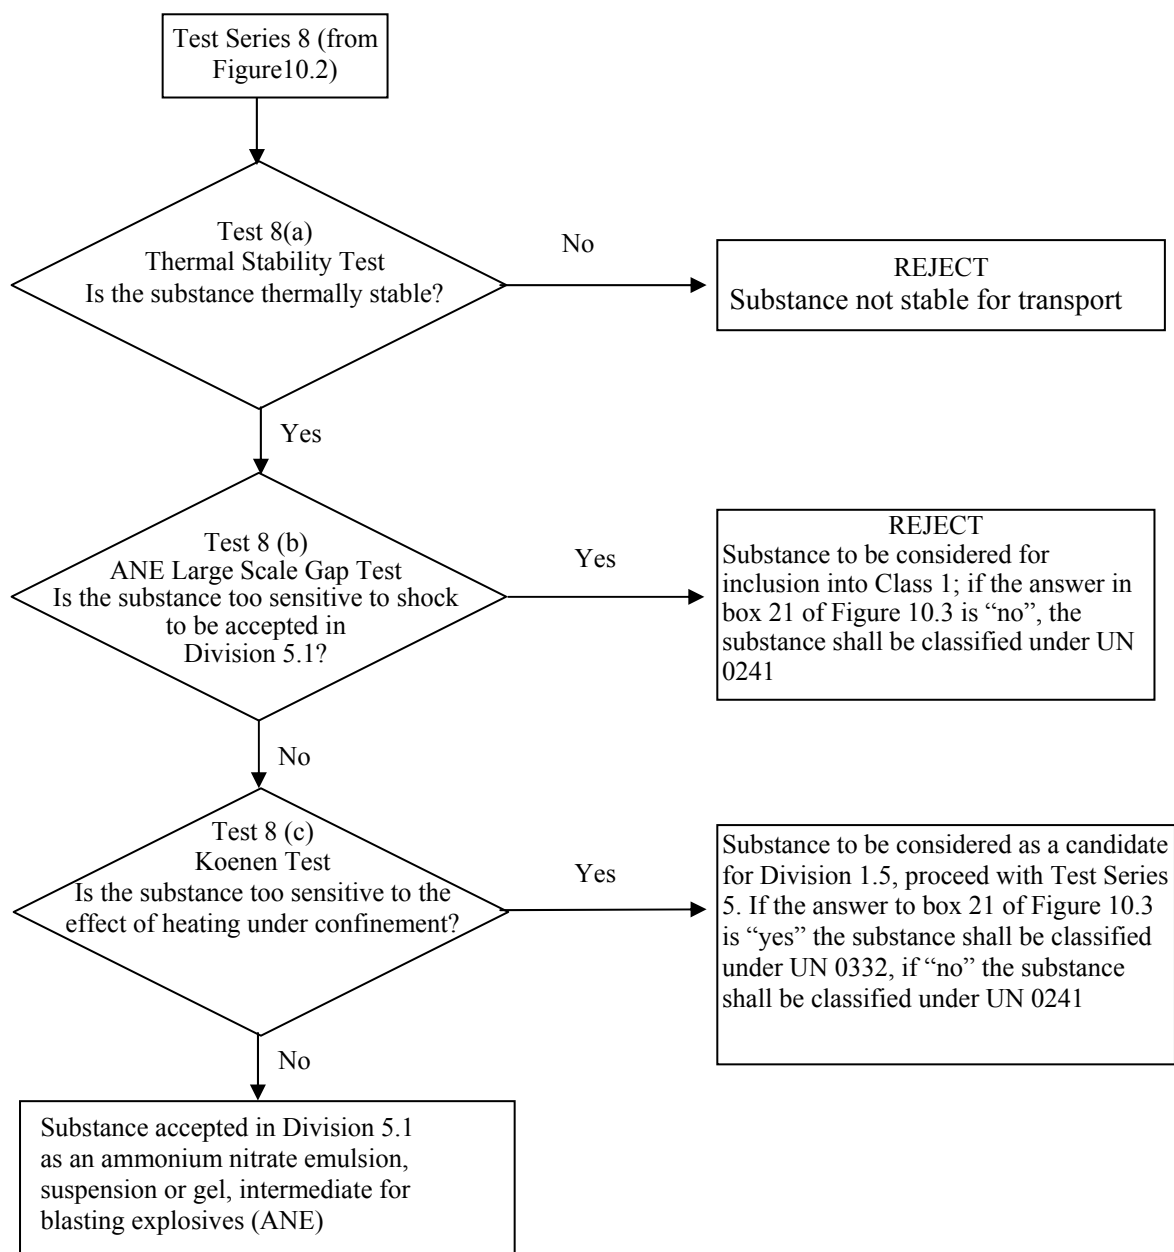 Test Series 8 (from
Figure10.2)
Test 8(a)
Thermal Stability Test
Is the substance thermally stable?
No
REJECT
Substance not stable for transport
Yes
Test 8 (b)
ANE Large Scale Gap Test
Is the substance too sensitive to shock
to be accepted in
Division 5.1?
Yes
REJECT
Substance to be considered for
inclusion into Class 1; if the answer in
box 21 of Figure 10.3 is “no”, the
substance shall be classified under UN
0241
No
Test 8 (c)
Koenen Test
Is the substance too sensitive to the
effect of heating under confinement?
Yes
Substance to be considered as a candidate
for Division 1.5, proceed with Test Series
5. If the answer to box 21 of Figure 10.3
is “yes” the substance shall be classified
under UN 0332, if “no” the substance
shall be classified under UN 0241
No
Substance accepted in Division 5.1
as an ammonium nitrate emulsion,
suspension or gel, intermediate for
blasting explosives (ANE)